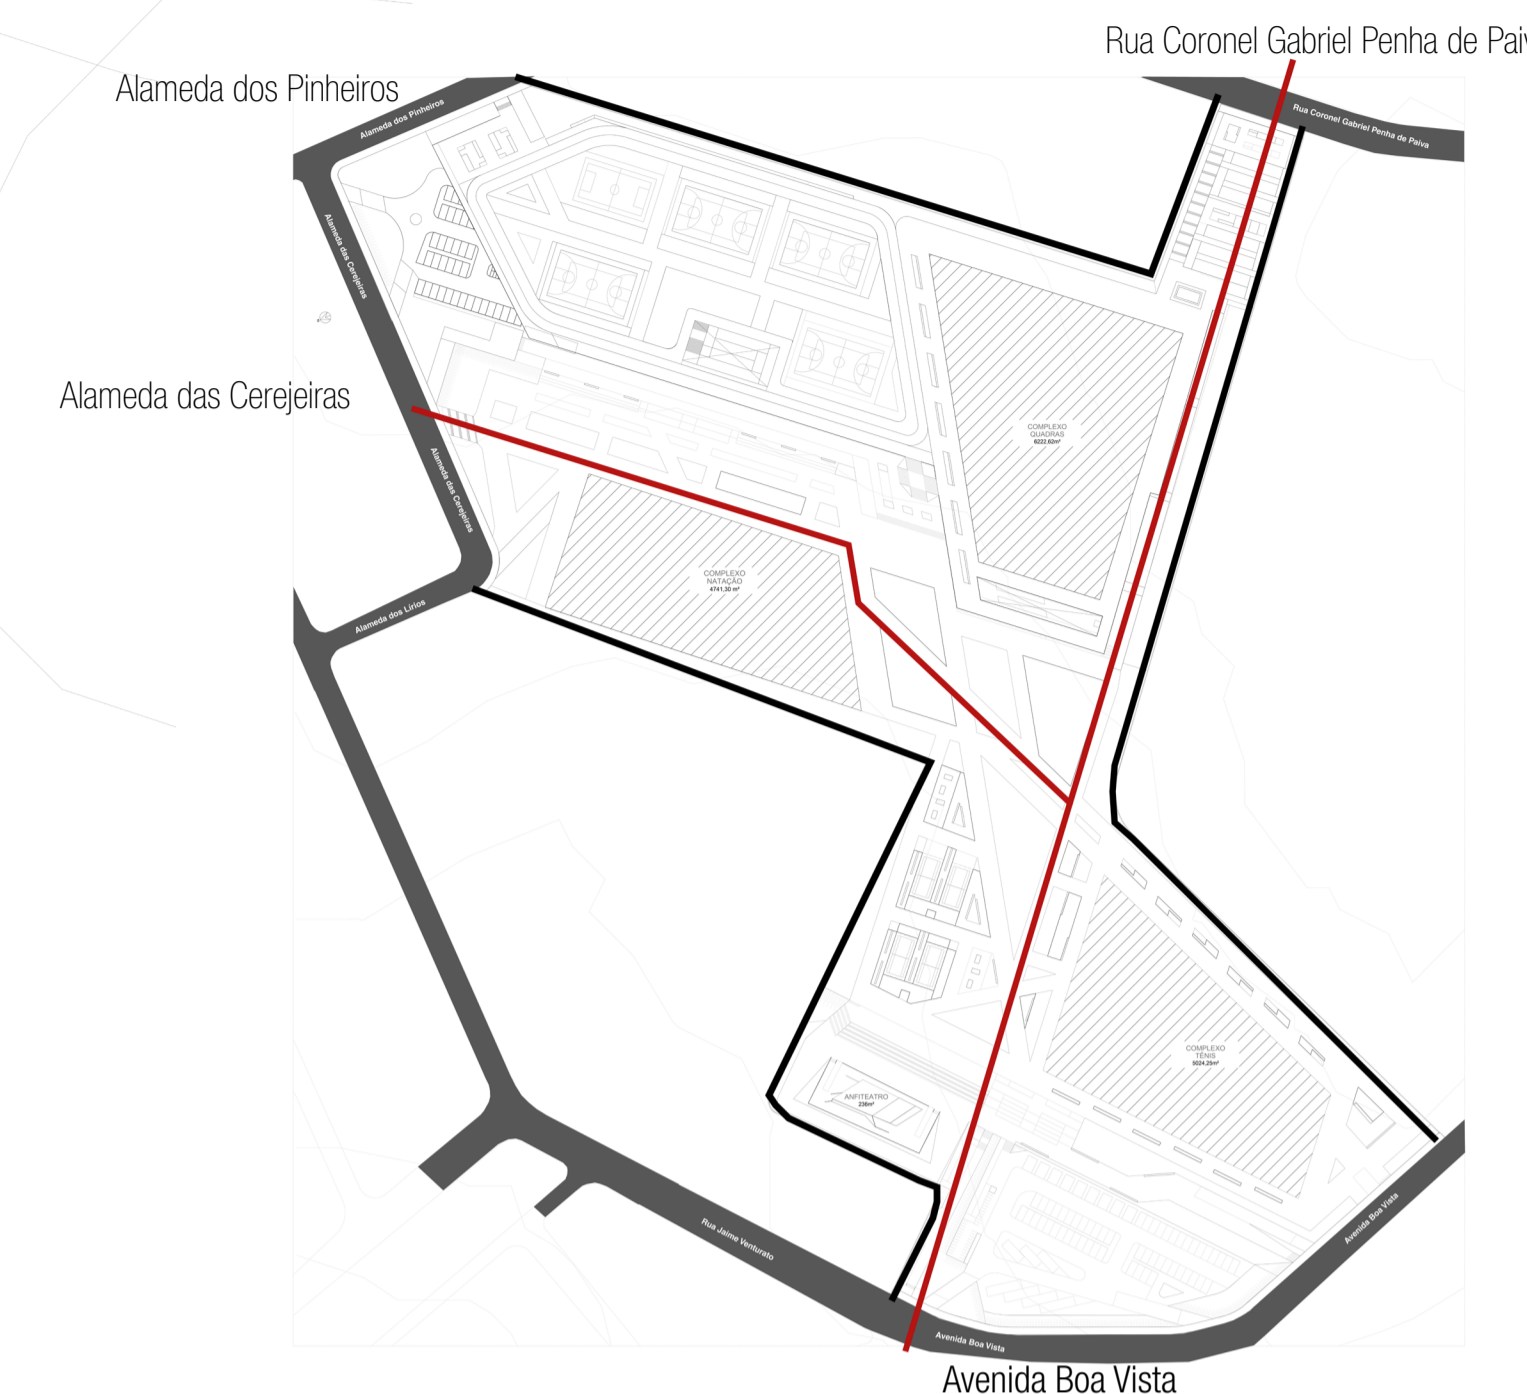 Rua Coronel Gabriel Penha de Paiv
Alameda dos Pinheiros
Alameda dos Pinheiros
Rua Coronel Gabriel Penha de Paiva
Alameda das Cerejeiras
Alameda das Cerejeiras
COMPLEXO
QUADRAS
6222,62m²
Alameda das Cerejeiras
COMPLEXO
NATAÇÃO
4741,30 m²
Alameda dos Lírios
COMPLEXO
TÊNIS
5024,25m²
ANFITEATRO
236m²
Rua Jaime Venturato
Avenida Boa Vista
Avenida Boa Vista
Avenida Boa Vista